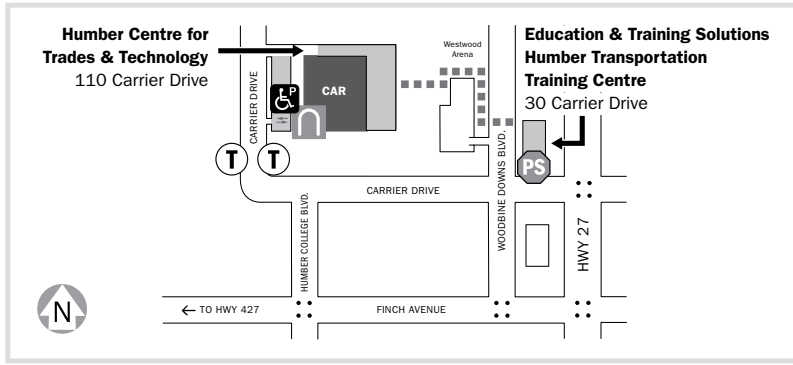 Humber Centre for
Trades & Technology
110 Carrier Drive
Education & Training Solutions
Humber Transportation
Training Centre
30 Carrier Drive
Westwood
Arena
CARRIER DRIVE
P
CAR
T
T
PS
CARRIER DRIVE
HUMBER COLLEGE BLVD.
WOODBINE DOWNS BLVD.
HWY 27
N
← TO HWY 427
FINCH AVENUE